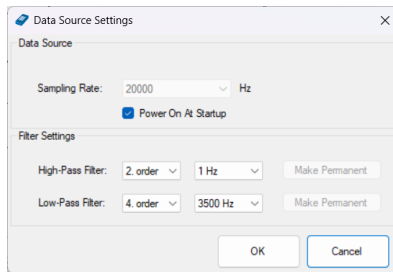 Data Source Settings
Data Source
Sampling Rate: 20000 Hz
Power On At Startup
Filter Settings
High-Pass Filter: 2. order 1 Hz Make Permanent
Low-Pass Filter: 4. order 3500 Hz Make Permanent
OK Cancel